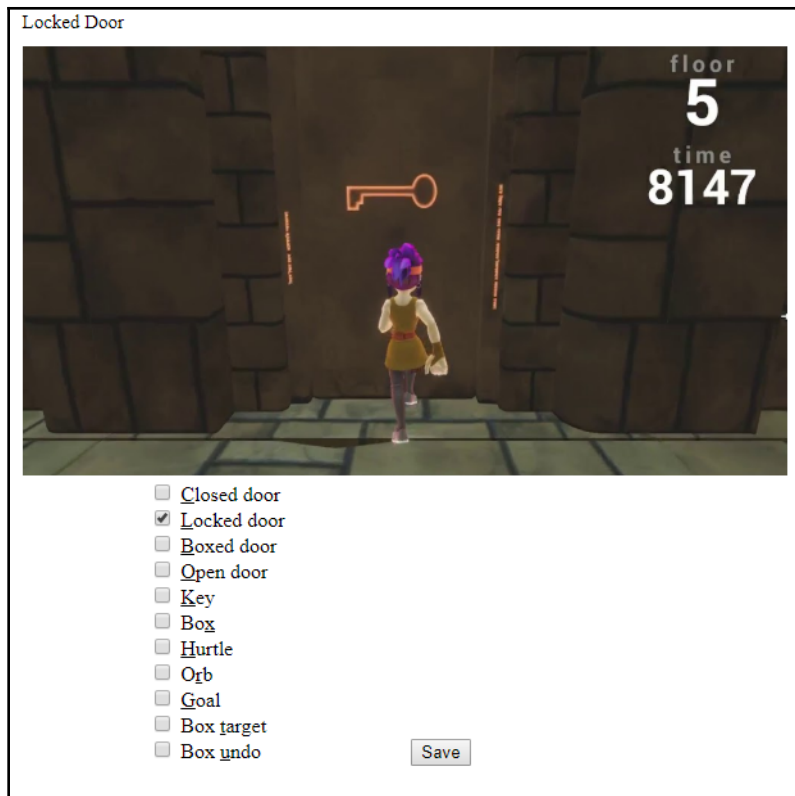 Locked Door
floor
5
time
8147
Closed door
Locked door
Boxed door
Open door
Key
Box
Hurtle
Orb
Goal
Box target
Box undo
Save